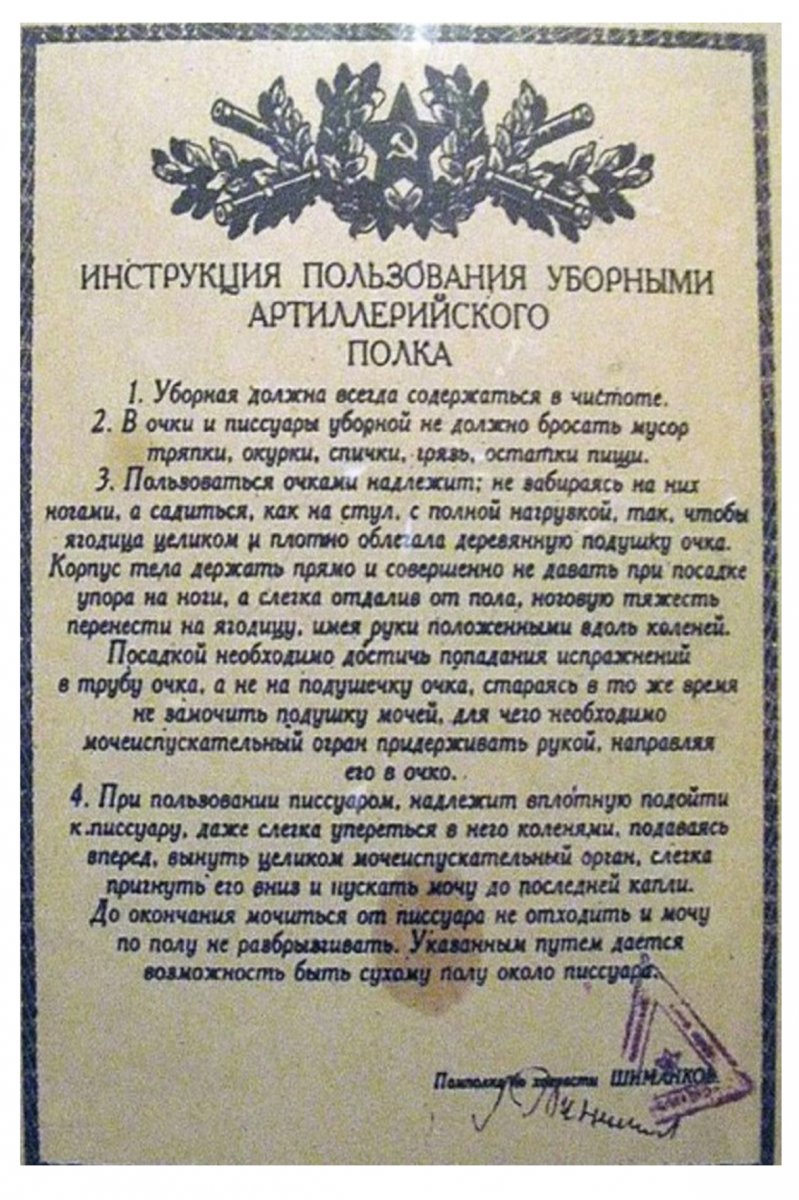 ИНСТРУКЦИЯ ПОЛЬЗОВАНИЯ УБОРНЫМИ
АРТИЛЛЕРИЙСКОГО
ПОЛКА
1. Уборная должна всегда содержаться в чистоте.
2. В очки и писсуары уборной не должно бросать мусор
тряпки, окурки, спички, грязь, остатки пищи.
3. Пользоваться очками надлежит; не забираясь на них
ногами, а садиться, как на стул, с полной нагрузкой, так, чтобы
ягодица целиком и плотно облегала деревянную подушку очка.
Корпус тела держать прямо и совершенно не давать при посадке
упора на ноги, а слегка отдалив от пола, ноговую тяжесть
перенести на ягодицу, имея руки положенными вдоль коленей.
Посадкой необходимо достичь попадания испражнений
в трубу очка, а не на подушечку очка, стараясь в то же время
не замочить подушку мочей, для чего необходимо
мочеиспускательный огран придерживать рукой, направляя
его в очко.
4. При пользовании писсуаром, надлежит вплотную подойти
к писсуару, даже слегка упереться в него коленями, подаваясь
вперед, вынуть целиком мочеиспускательный орган, слегка
пригнуть его вниз и пускать мочу до последней капли.
До окончания мочиться от писсуара не отходить и мочу
по полу не разбрызгивать. Указанным путем дается
возможность быть сухому полу около писсуара.
Помполка по хозчасти ШИМАНКОВ